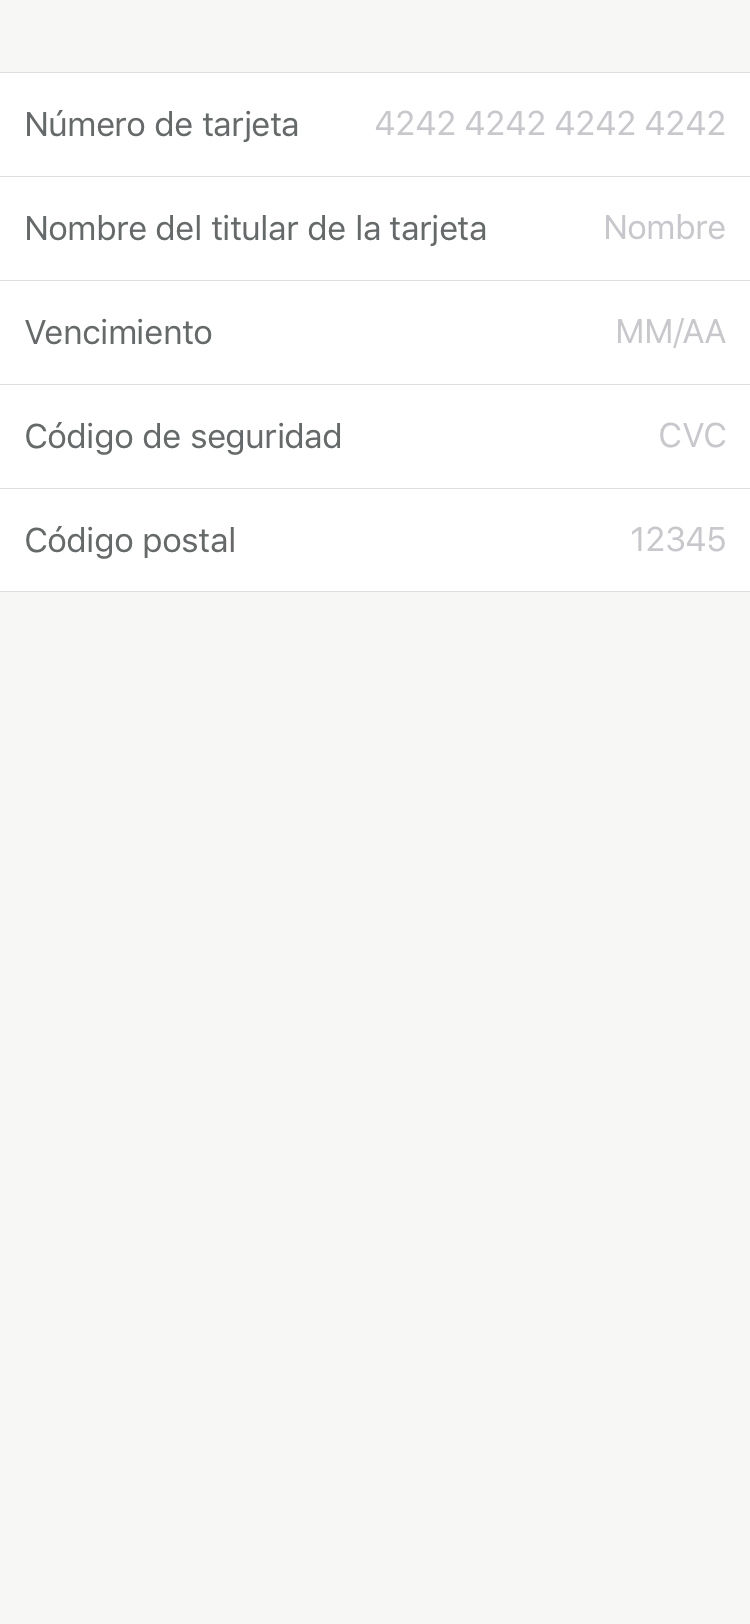 Número de tarjeta 4242 4242 4242 4242
Nombre del titular de la tarjeta Nombre
Vencimiento MM/AA
Código de seguridad CVC
Código postal 12345